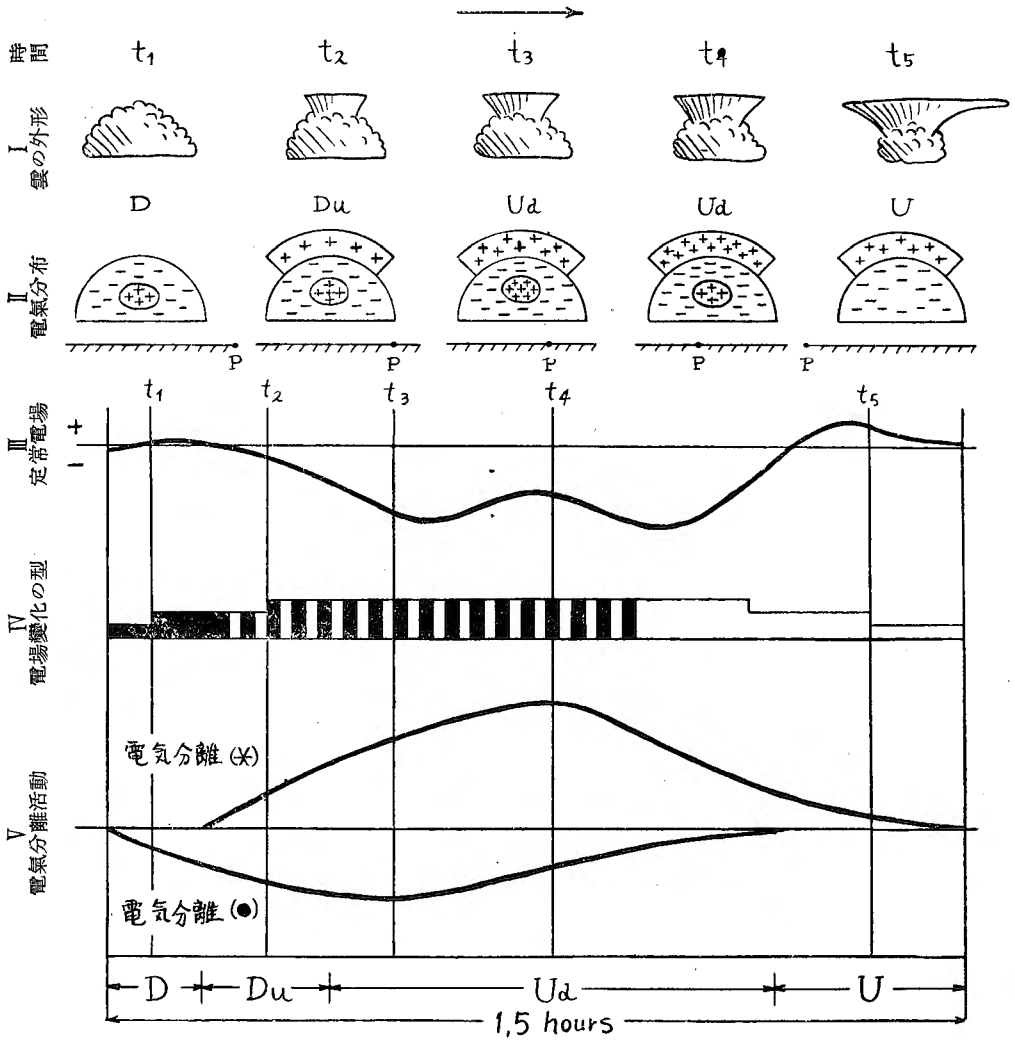 時間 t1 t2 t3 t4 t5
I 雲の外形
D Du Ud Ud U
II 電氣分布
P P P P P
t1 t2 t3 t4 t5
III 定常電場
+
−
IV 電場變化の型
V 電氣分離活動
電気分離(*)
電気分離(●)
D Du Ud U
1,5 hours